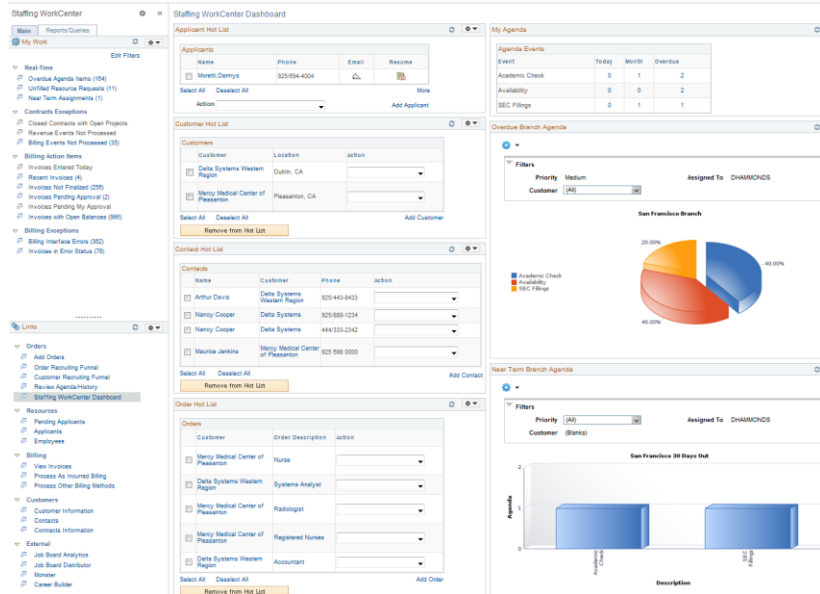 Staffing WorkCenter
Main
Reports/Queries
My Work
Edit Filters
Real-Time
Overdue Agenda Items (164)
Unfilled Resource Requests (11)
Near Term Assignments (1)
Contracts Exceptions
Closed Contracts with Open Projects
Revenue Events Not Processed
Billing Events Not Processed (35)
Billing Action Items
Invoices Entered Today
Recent Invoices (4)
Invoices Not Finalized (255)
Invoices Pending Approval (2)
Invoices Pending My Approval
Invoices with Open Balances (995)
Billing Exceptions
Billing Interface Errors (362)
Invoices in Error Status (78)
Links
Orders
Add Orders
Order Recruiting Funnel
Customer Recruiting Funnel
Review Agenda/History
Staffing WorkCenter Dashboard
Resources
Pending Applicants
Applicants
Employees
Billing
View Invoices
Process As Incurred Billing
Process Other Billing Methods
Customers
Customer Information
Contacts
Contracts Information
External
Job Board Analytics
Job Board Distributor
Monster
Career Builder
Staffing WorkCenter Dashboard
Applicant Hot List
Applicants
Name Phone Email Resume
Moretti,Dennys 925/694-4004
Select All Deselect All More
Action Add Applicant
Customer Hot List
Customers
Customer Location Action
Delta Systems Western
Region Dublin, CA
Mercy Medical Center of
Pleasanton Pleasanton, CA
Select All Deselect All Add Customer
Remove from Hot List
Contact Hot List
Contacts
Name Customer Phone Action
Arthur Davis Delta Systems
Western Region 925/443-8433
Nancy Cooper Delta Systems 925/888-1234
Nancy Cooper Delta Systems 444/333-2342
Maurice Jenkins Mercy Medical Center
of Pleasanton 925 598 0000
Select All Deselect All Add Contact
Remove from Hot List
Order Hot List
Orders
Customer Order Description Action
Mercy Medical Center of
Pleasanton Nurse
Delta Systems Western
Region Systems Analyst
Mercy Medical Center of
Pleasanton Radiologist
Mercy Medical Center of
Pleasanton Registered Nurses
Delta Systems Western
Region Accountant
Select All Deselect All Add Order
Remove from Hot List
My Agenda
Agenda Events
Event Today Month Overdue
Academic Check 0 1 2
Availability 0 0 2
SEC Fillings 0 1 1
Overdue Branch Agenda
Filters
Priority Medium Assigned To DHAMMONDS
Customer (All)
San Francisco Branch
20.00%
40.00%
40.00%
Academic Check
Availability
SEC Fillings
Near Term Branch Agenda
Filters
Priority (All) Assigned To DHAMMONDS
Customer (Blanks)
San Francisco 30 Days Out
2
1
0
Agenda
Academic
Check
SEC
Fillings
Description